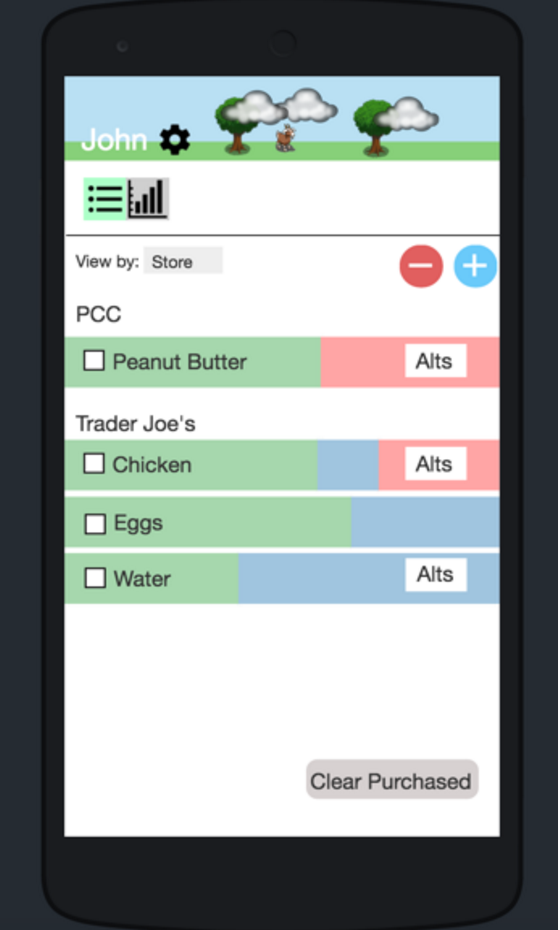 John
View by: Store
PCC
Peanut Butter Alts
Trader Joe's
Chicken Alts
Eggs
Water Alts
Clear Purchased